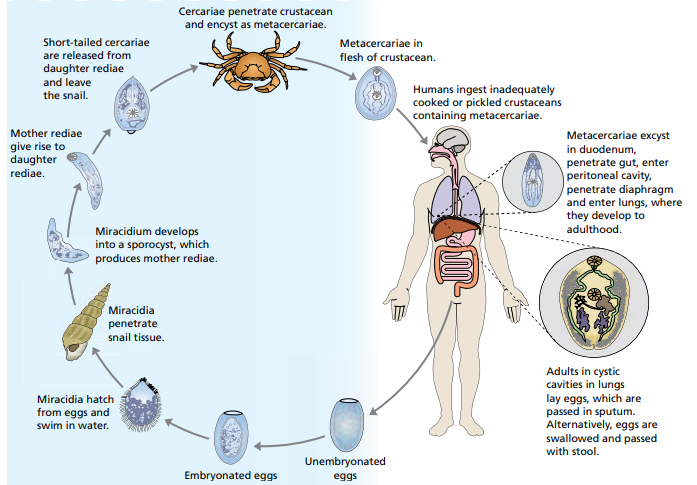 Cercariae penetrate crustacean
and encyst as metacercariae.
Short-tailed cercariae
are released from
daughter rediae
and leave
the snail.
Metacercariae in
flesh of crustacean.
Humans ingest inadequately
cooked or pickled crustaceans
containing metacercariae.
Mother rediae
give rise to
daughter
rediae.
Metacercariae excyst
in duodenum,
penetrate gut, enter
peritoneal cavity,
penetrate diaphragm
and enter lungs, where
they develop to
adulthood.
Miracidium develops
into a sporocyst, which
produces mother rediae.
Miracidia
penetrate
snail tissue.
Adults in cystic
cavities in lungs
lay eggs, which are
passed in sputum.
Alternatively, eggs are
swallowed and passed
with stool.
Miracidia hatch
from eggs and
swim in water.
Embryonated eggs
Unembryonated
eggs